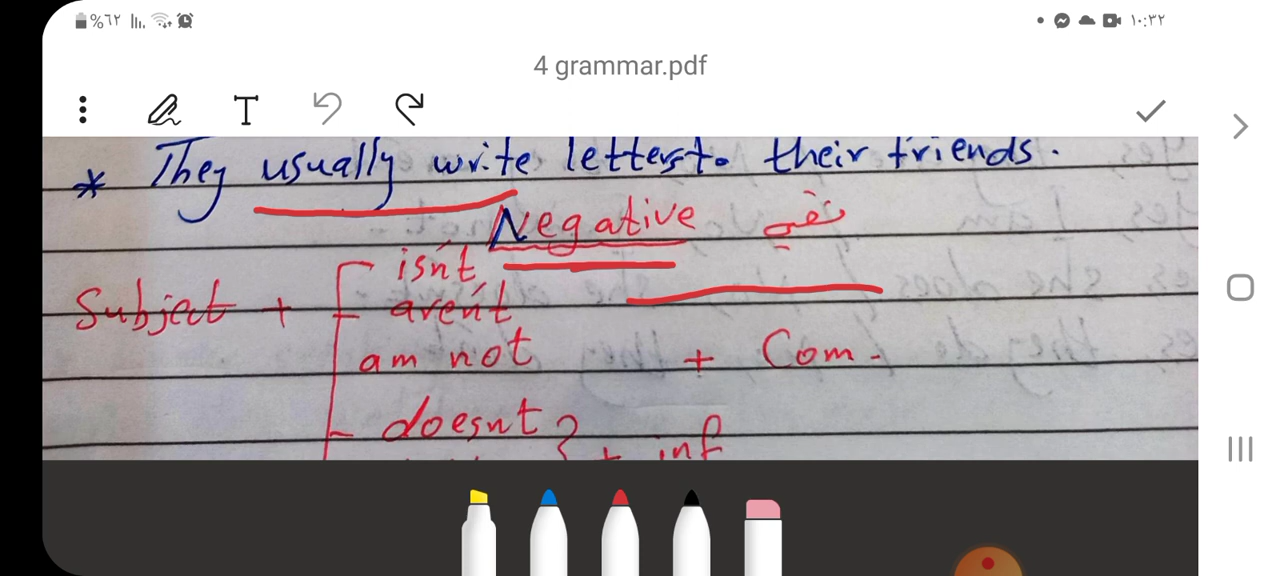 %٦٢ ١٠:٣٢
4 grammar.pdf
T
* They usually write letters to their friends.
Negative نفي
isn't
Subject + aren't
am not + Com.
doesnt
+ inf